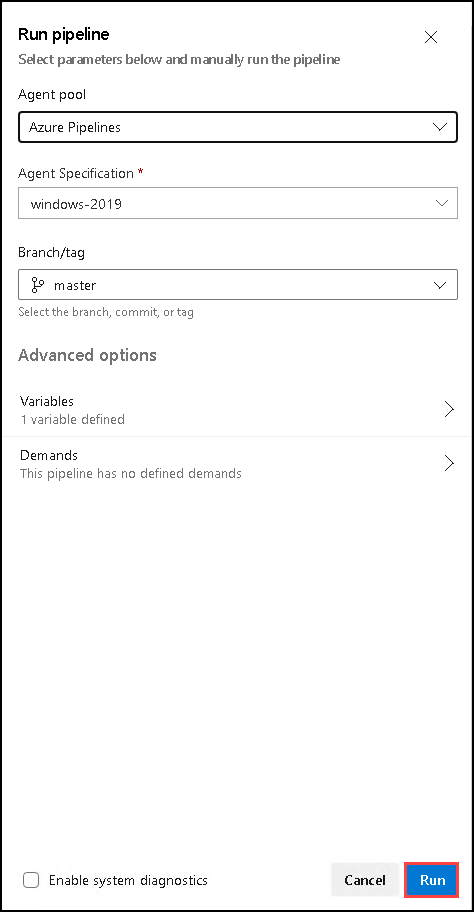 Run pipeline
Select parameters below and manually run the pipeline
Agent pool
Azure Pipelines
Agent Specification *
windows-2019
Branch/tag
master
Select the branch, commit, or tag
Advanced options
Variables
1 variable defined
Demands
This pipeline has no defined demands
Enable system diagnostics
Cancel
Run